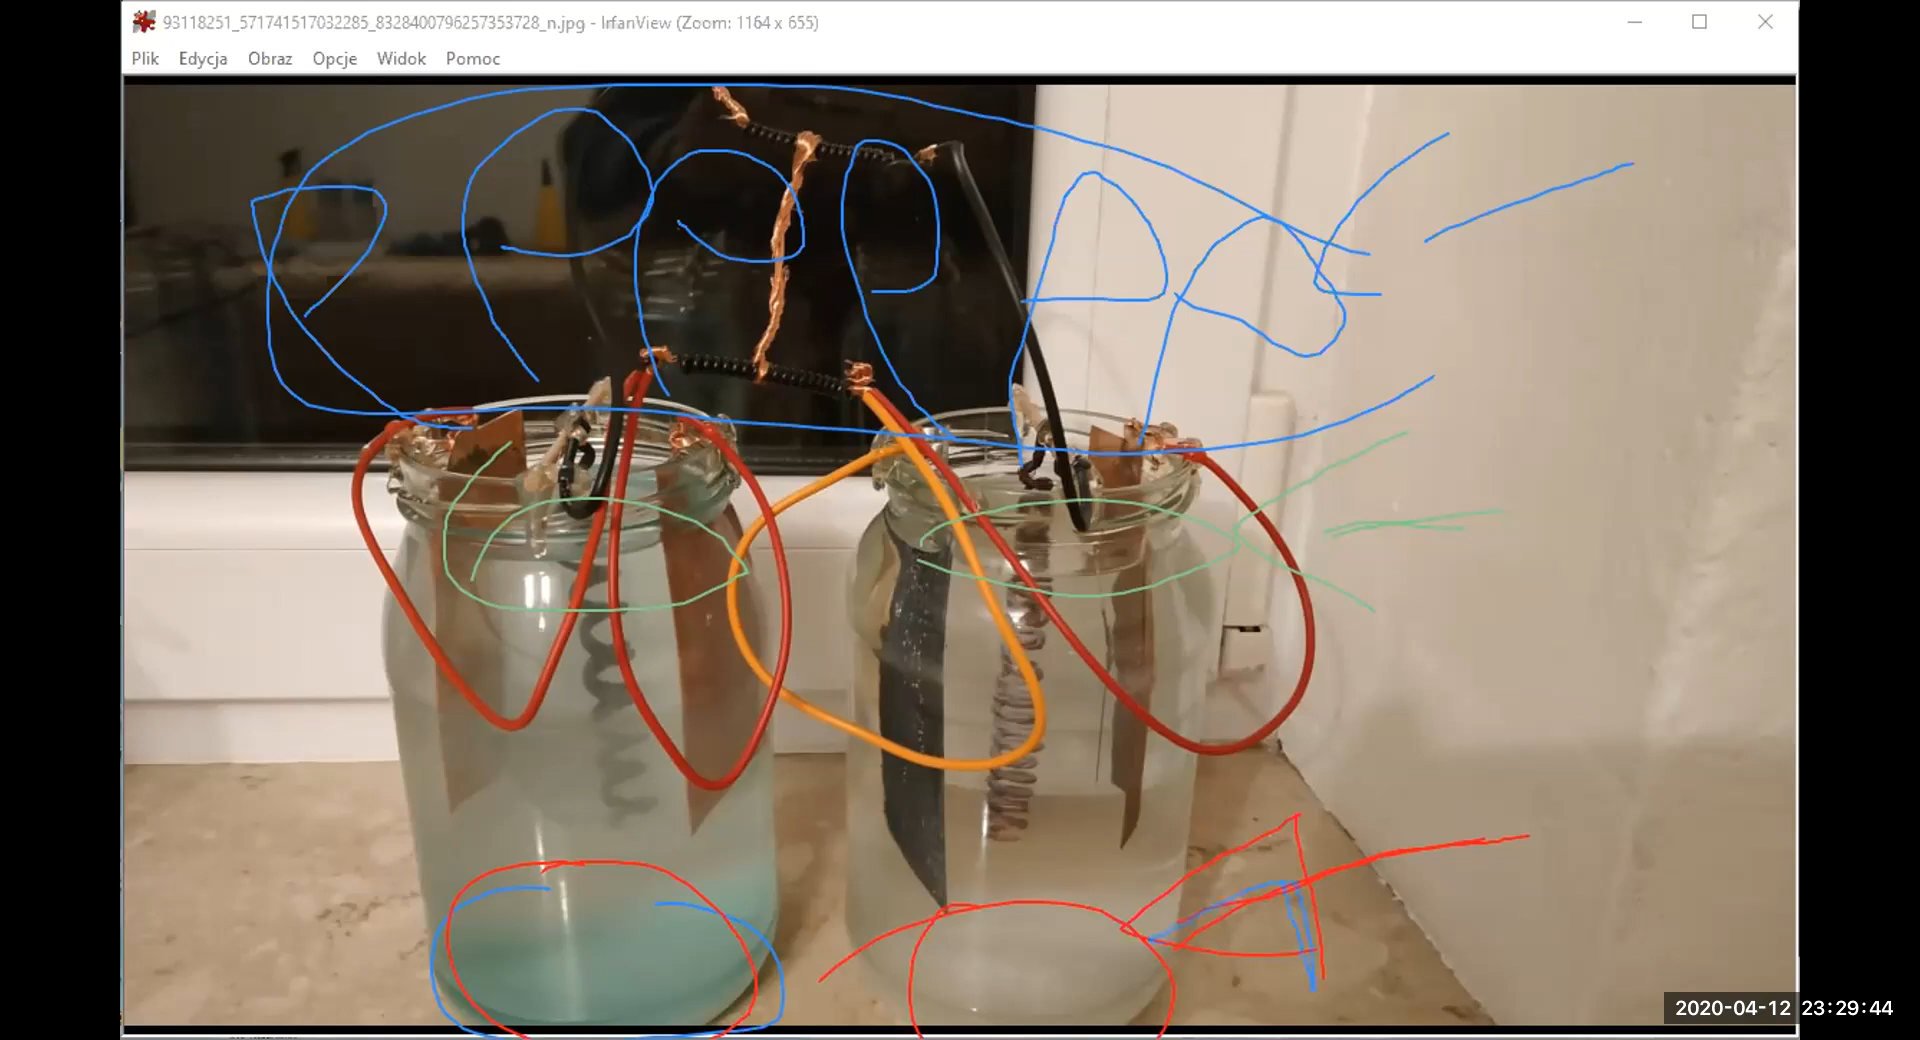 93118251_571741517032285_8328400796257353728_n.jpg - IrfanView (Zoom: 1164 x 655)
Plik Edycja Obraz Opcje Widok Pomoc
2020-04-12 23:29:44